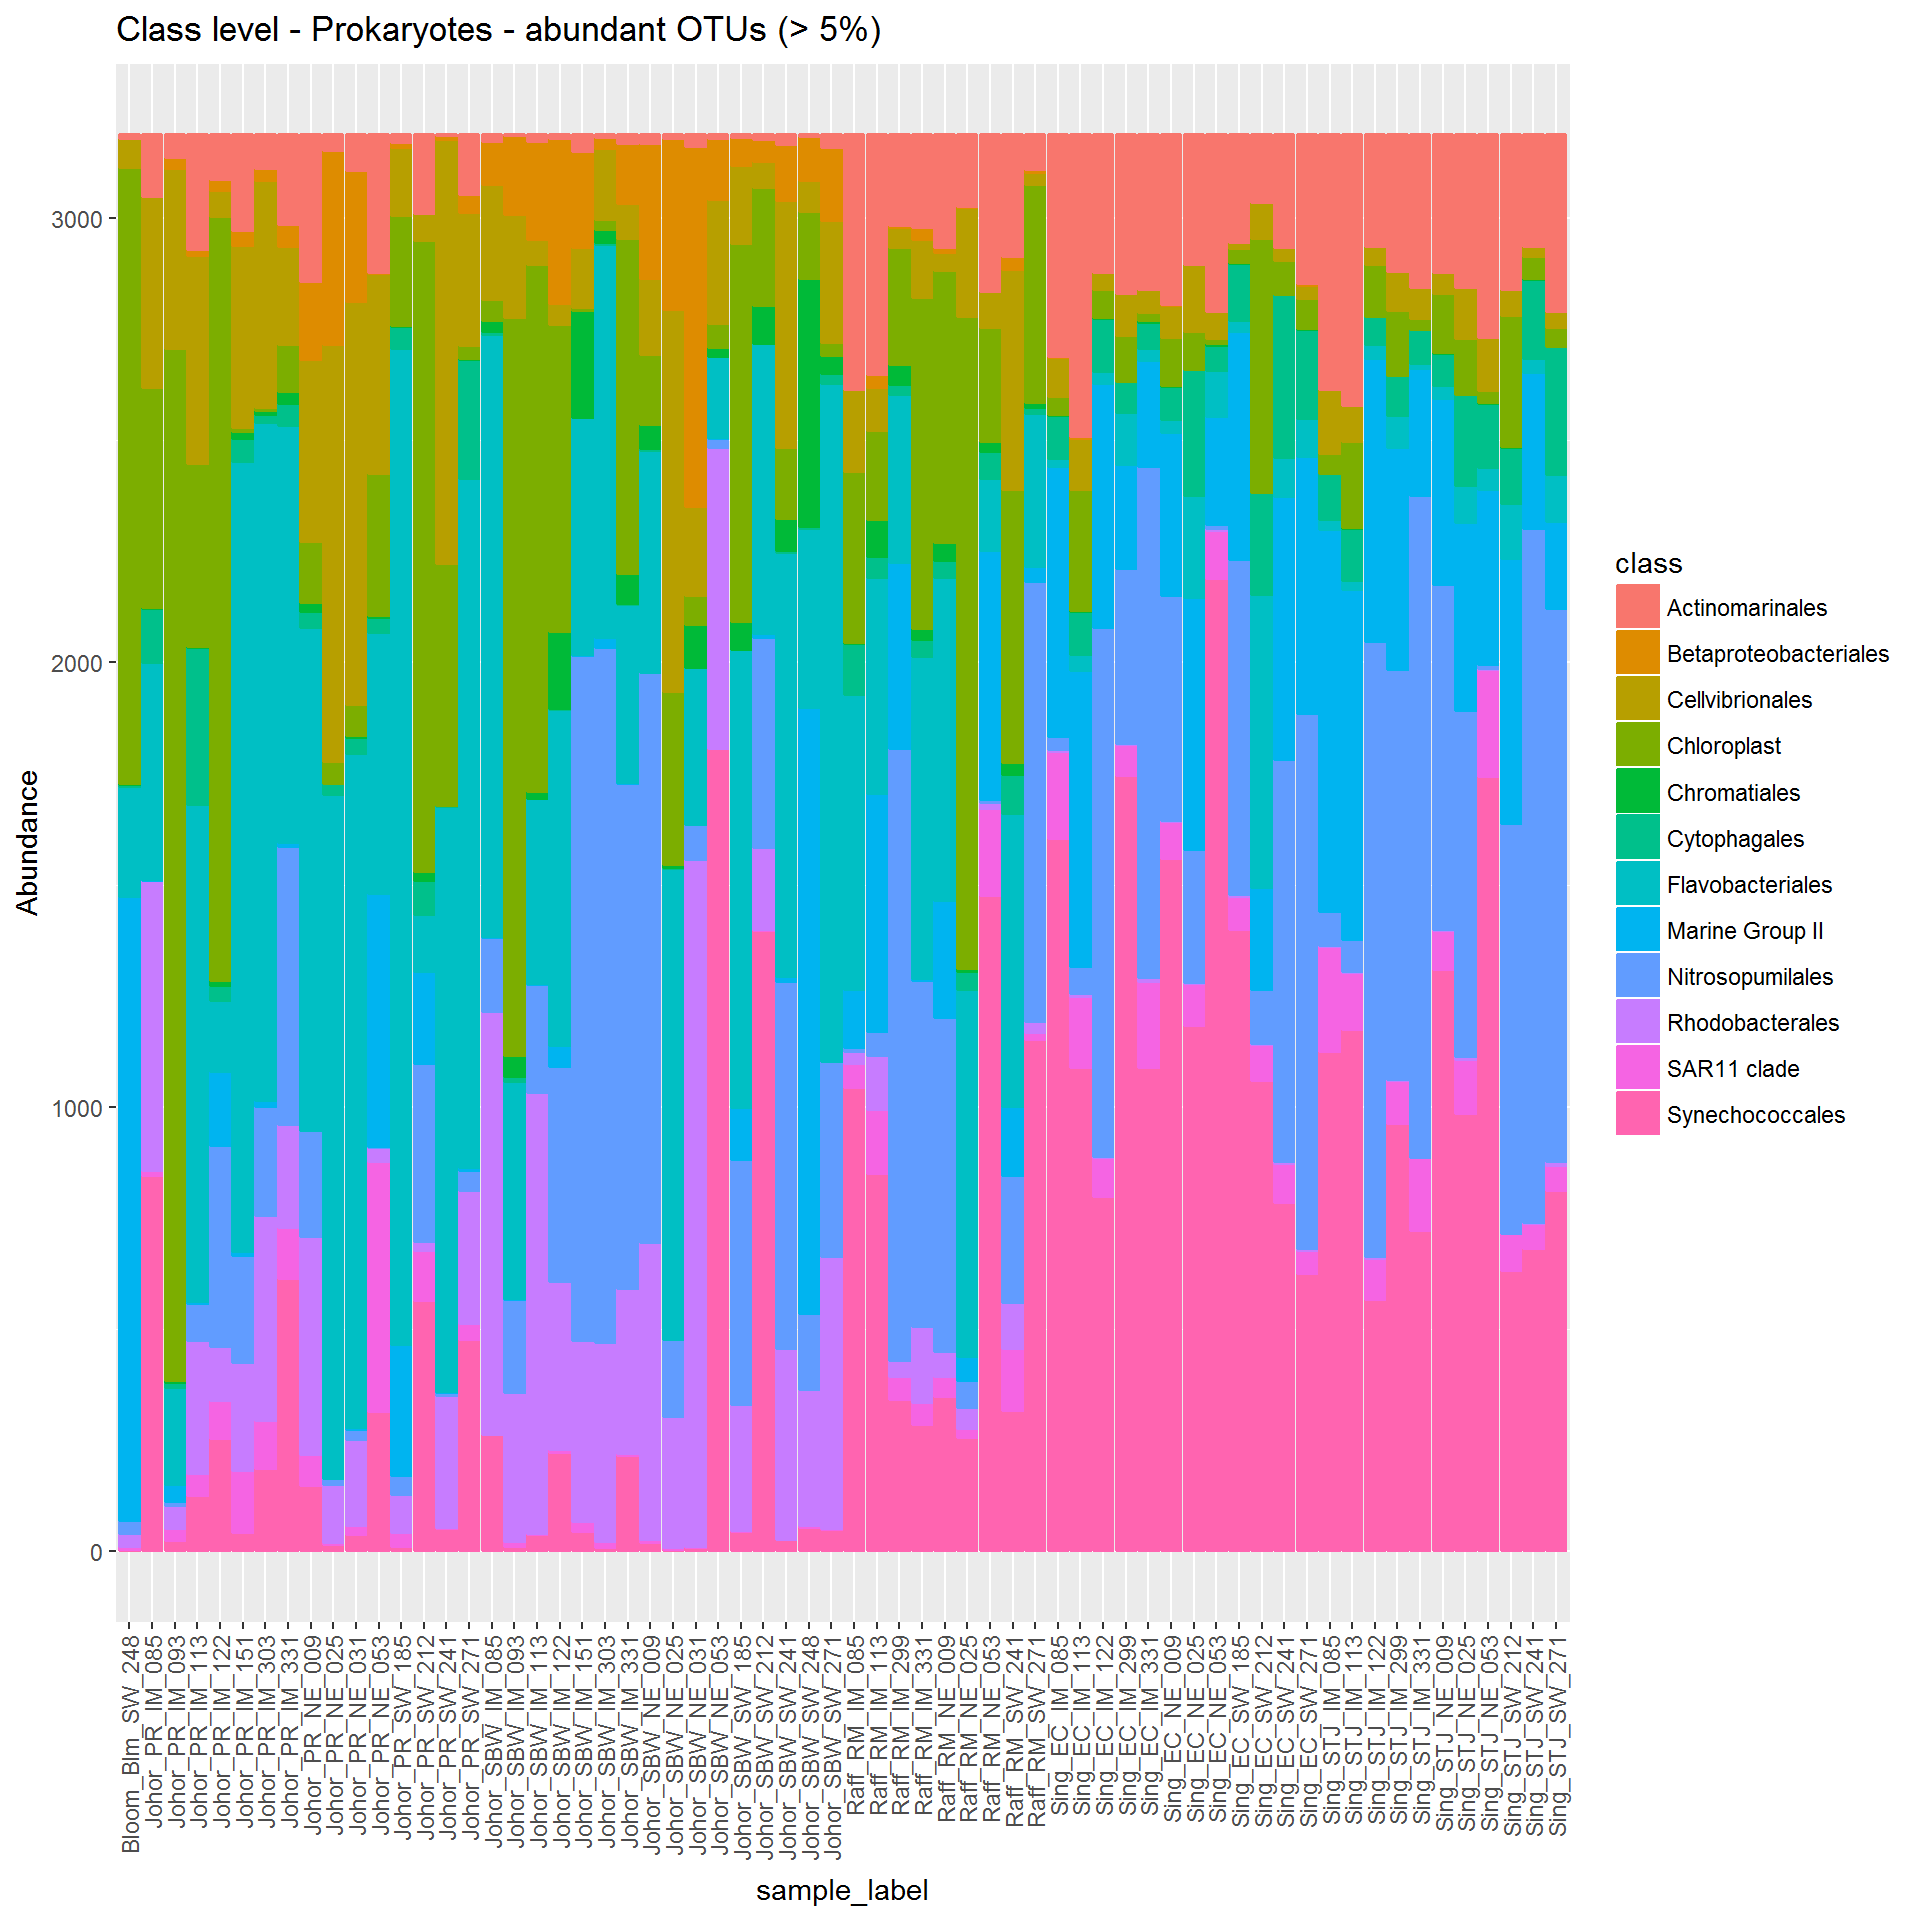 Class level - Prokaryotes - abundant OTUs (> 5%)
Abundance
3000
2000
1000
0
class
Actinomarinales
Betaproteobacteriales
Cellvibrionales
Chloroplast
Chromatiales
Cytophagales
Flavobacteriales
Marine Group II
Nitrosopumilales
Rhodobacterales
SAR11 clade
Synechococcales
Bloom_Blm_SW_248
Johor_PR_IM_085
Johor_PR_IM_093
Johor_PR_IM_113
Johor_PR_IM_122
Johor_PR_IM_151
Johor_PR_IM_303
Johor_PR_IM_331
Johor_PR_NE_009
Johor_PR_NE_025
Johor_PR_NE_031
Johor_PR_NE_053
Johor_PR_SW_185
Johor_PR_SW_212
Johor_PR_SW_241
Johor_PR_SW_271
Johor_SBW_IM_085
Johor_SBW_IM_093
Johor_SBW_IM_113
Johor_SBW_IM_122
Johor_SBW_IM_151
Johor_SBW_IM_303
Johor_SBW_IM_331
Johor_SBW_NE_009
Johor_SBW_NE_025
Johor_SBW_NE_031
Johor_SBW_NE_053
Johor_SBW_SW_185
Johor_SBW_SW_212
Johor_SBW_SW_241
Johor_SBW_SW_248
Johor_SBW_SW_271
Raff_RM_IM_085
Raff_RM_IM_113
Raff_RM_IM_299
Raff_RM_IM_331
Raff_RM_NE_009
Raff_RM_NE_025
Raff_RM_NE_053
Raff_RM_SW_241
Raff_RM_SW_271
Sing_EC_IM_085
Sing_EC_IM_113
Sing_EC_IM_122
Sing_EC_IM_299
Sing_EC_IM_331
Sing_EC_NE_009
Sing_EC_NE_025
Sing_EC_NE_053
Sing_EC_SW_185
Sing_EC_SW_212
Sing_EC_SW_241
Sing_EC_SW_271
Sing_STJ_IM_085
Sing_STJ_IM_113
Sing_STJ_IM_122
Sing_STJ_IM_299
Sing_STJ_IM_331
Sing_STJ_NE_009
Sing_STJ_NE_025
Sing_STJ_NE_053
Sing_STJ_SW_212
Sing_STJ_SW_241
Sing_STJ_SW_271
sample_label